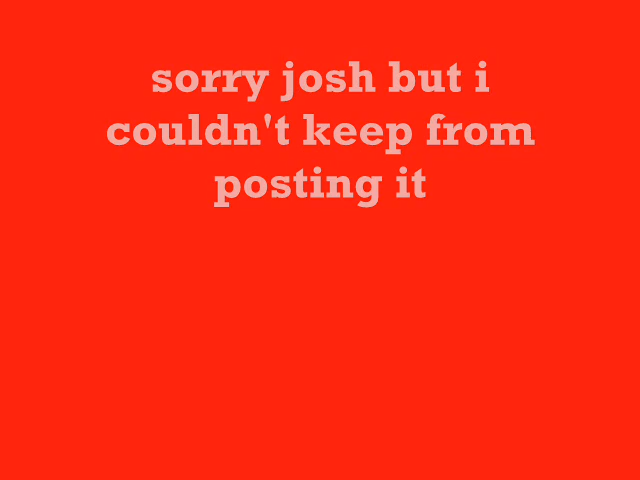 sorry josh but i
couldn't keep from
posting it